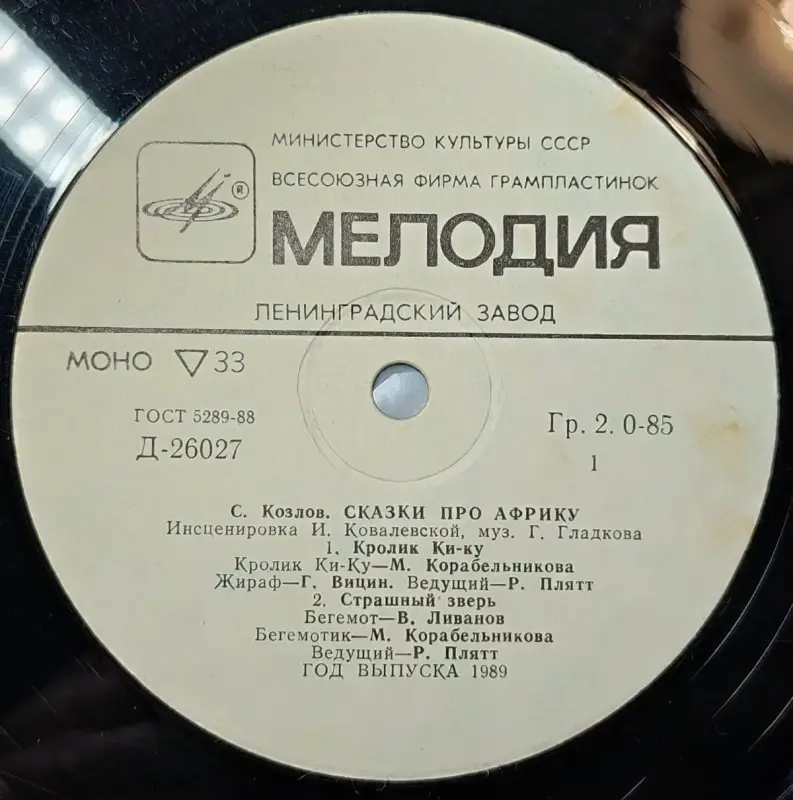 МИНИСТЕРСТВО КУЛЬТУРЫ СССР
ВСЕСОЮЗНАЯ ФИРМА ГРАМПЛАСТИНОК
®
МЕЛОДИЯ
ЛЕНИНГРАДСКИЙ ЗАВОД
МОНО ▽ 33
ГОСТ 5289-88
Д-26027
Гр. 2. 0-85
1
С. Козлов. СКАЗКИ ПРО АФРИКУ
Инсценировка И. Ковалевской, муз. Г. Гладкова
1. Кролик Ки-ку
Кролик Ки-Ку—М. Корабельникова
Жираф—Г. Вицин. Ведущий—Р. Плятт
2. Страшный зверь
Бегемот—В. Ливанов
Бегемотик—М. Корабельникова
Ведущий—Р. Плятт
ГОД ВЫПУСКА 1989